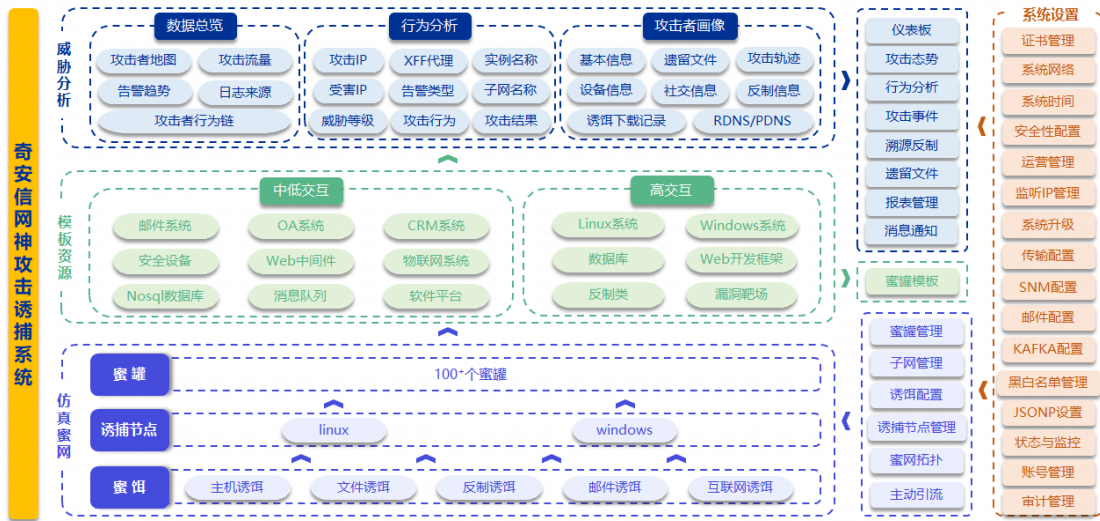 奇安信网神攻击诱捕系统
威胁分析
数据总览
攻击者地图
攻击流量
告警趋势
日志来源
攻击者行为链
行为分析
攻击IP
XFF代理
实例名称
受害IP
告警类型
子网名称
威胁等级
攻击行为
攻击结果
攻击者画像
基本信息
遗留文件
攻击轨迹
设备信息
社交信息
反制信息
诱饵下载记录
RDNS/PDNS
仪表板
攻击态势
行为分析
攻击事件
溯源反制
遗留文件
报表管理
消息通知
模板资源
中低交互
邮件系统
OA系统
CRM系统
安全设备
Web中间件
物联网系统
Nosql数据库
消息队列
软件平台
高交互
Linux系统
Windows系统
数据库
Web开发框架
反制类
漏洞靶场
蜜罐模板
仿真蜜网
蜜 罐
100⁺个蜜罐
诱捕节点
linux
windows
蜜 饵
主机诱饵
文件诱饵
反制诱饵
邮件诱饵
互联网诱饵
蜜罐管理
子网管理
诱饵配置
诱捕节点管理
蜜网拓扑
主动引流
系统设置
证书管理
系统网络
系统时间
安全性配置
运营管理
监听IP管理
系统升级
传输配置
SNM配置
邮件配置
KAFKA配置
黑白名单管理
JSONP设置
状态与监控
账号管理
审计管理